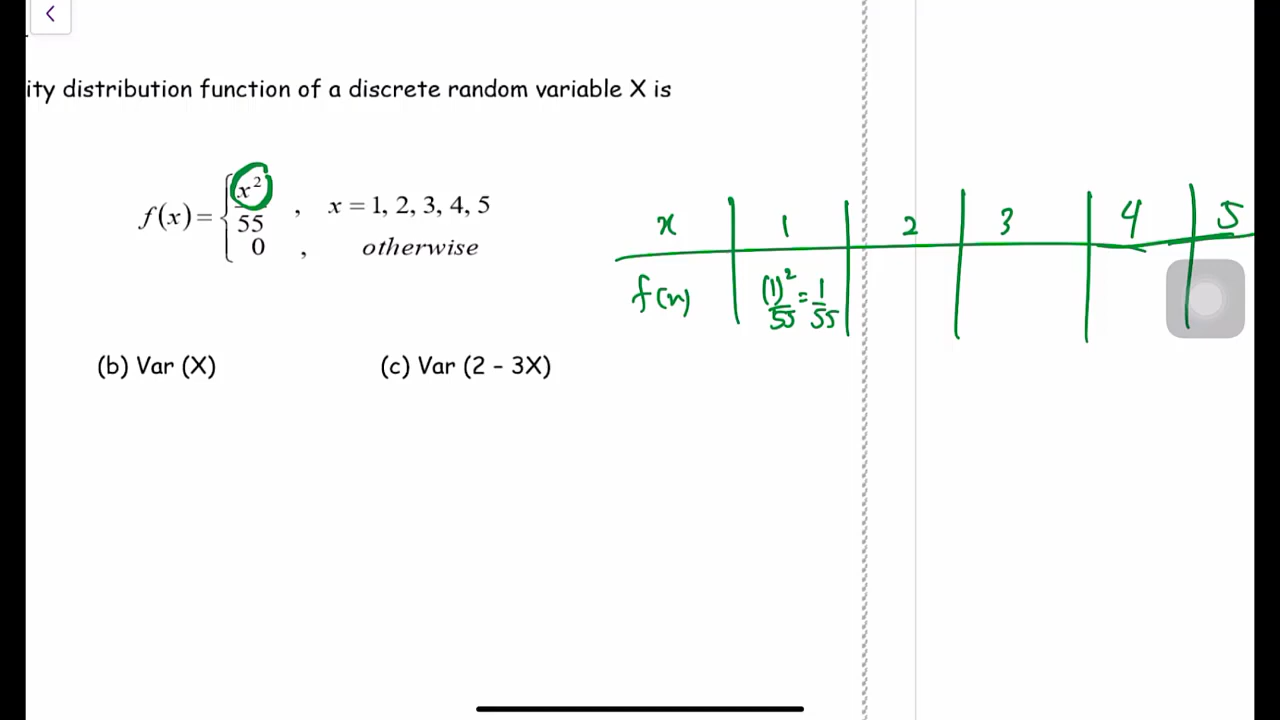 ity distribution function of a discrete random variable X is
f(x) = { x²/55 , x = 1, 2, 3, 4, 5
0 , otherwise
x | 1 | 2 | 3 | 4 | 5
f(x) | (1)²/55 = 1/55
(b) Var (X) (c) Var (2 - 3X)